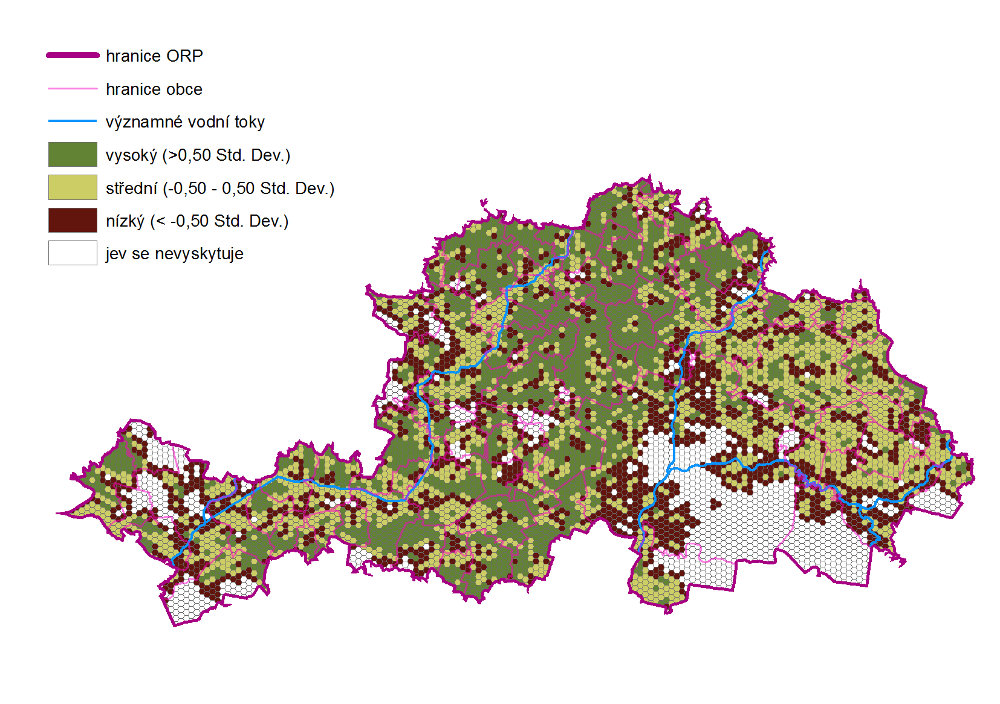 hranice ORP
hranice obce
významné vodní toky
vysoký (>0,50 Std. Dev.)
střední (-0,50 - 0,50 Std. Dev.)
nízký (< -0,50 Std. Dev.)
jev se nevyskytuje